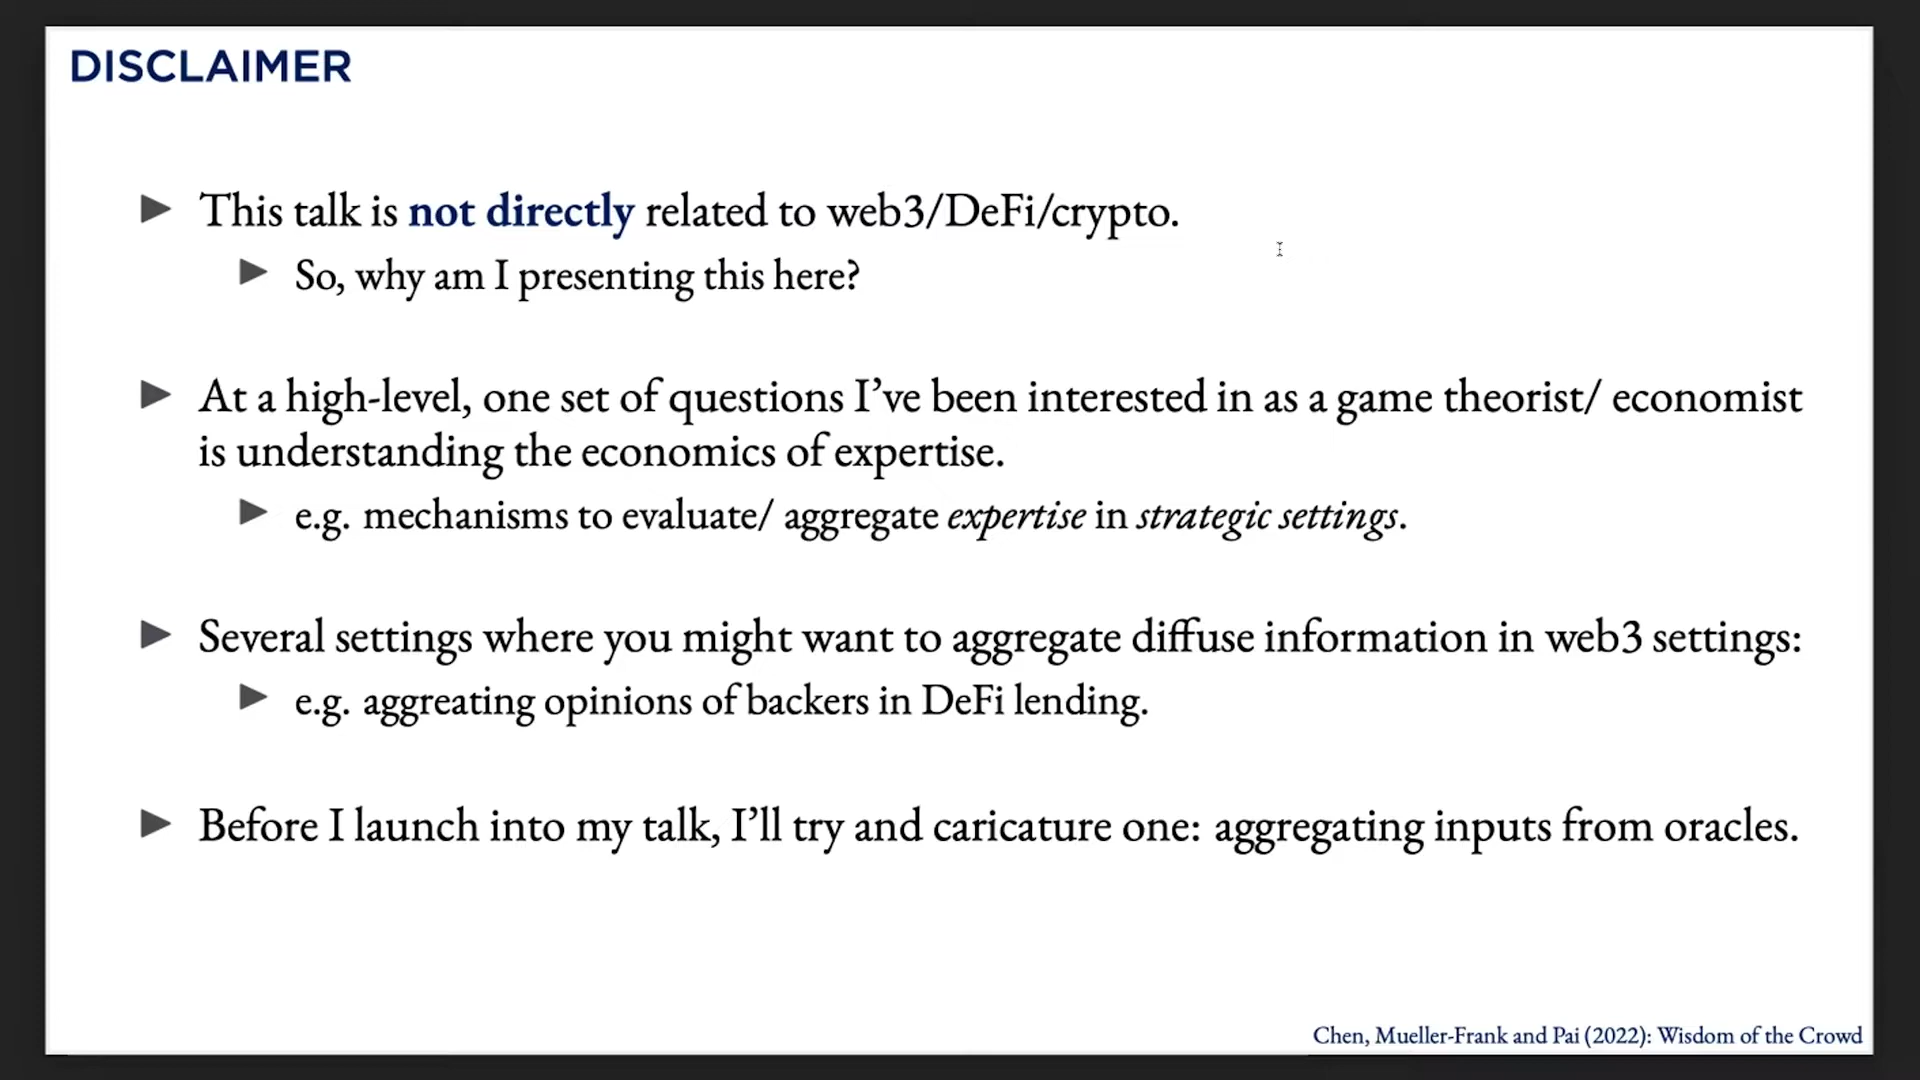 DISCLAIMER
This talk is not directly related to web3/DeFi/crypto.
So, why am I presenting this here?
At a high-level, one set of questions I've been interested in as a game theorist/ economist
is understanding the economics of expertise.
e.g. mechanisms to evaluate/ aggregate expertise in strategic settings.
Several settings where you might want to aggregate diffuse information in web3 settings:
e.g. aggreating opinions of backers in DeFi lending.
Before I launch into my talk, I'll try and caricature one: aggregating inputs from oracles.
Chen, Mueller-Frank and Pai (2022): Wisdom of the Crowd